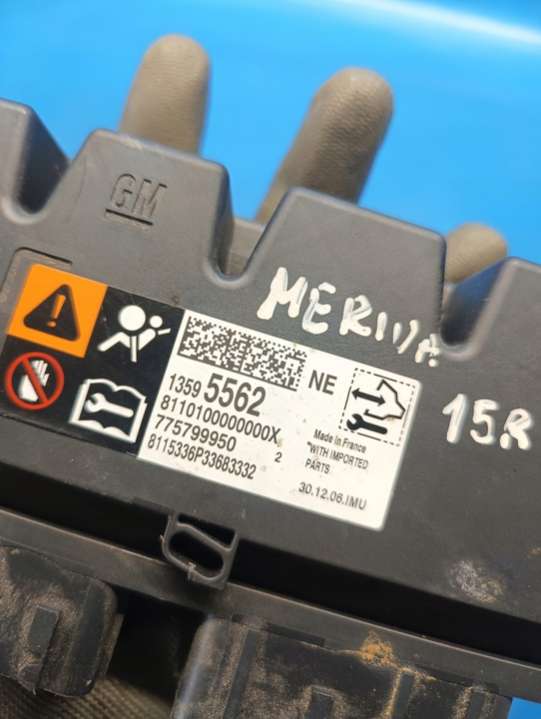 GM
MERIVA
15R
1359 5562
NE
8110100000000X
775799950
2
8115336P33683332
Made in France
*WITH IMPORTED
PARTS
30.12.06.IMU